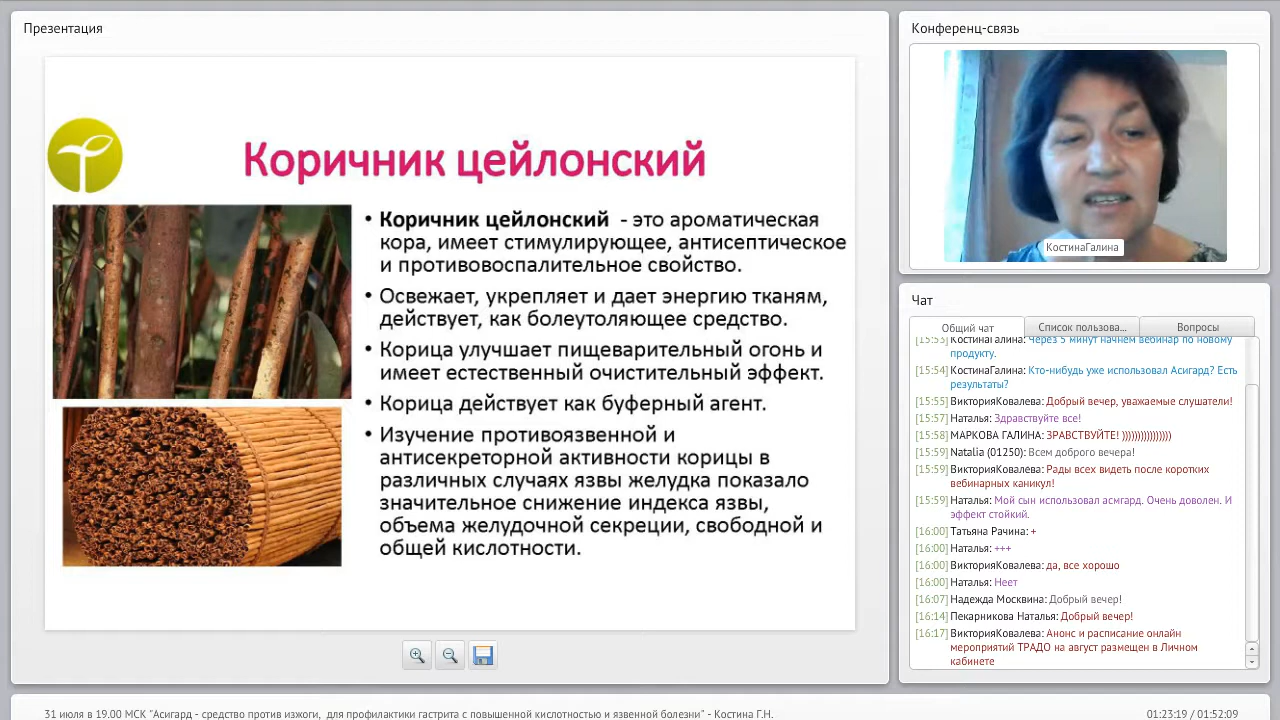 Презентация
Коричник цейлонский
• Коричник цейлонский - это ароматическая
кора, имеет стимулирующее, антисептическое
и противовоспалительное свойство.
• Освежает, укрепляет и дает энергию тканям,
действует, как болеутоляющее средство.
• Корица улучшает пищеварительный огонь и
имеет естественный очистительный эффект.
• Корица действует как буферный агент.
• Изучение противоязвенной и
антисекреторной активности корицы в
различных случаях язвы желудка показало
значительное снижение индекса язвы,
объема желудочной секреции, свободной и
общей кислотности.
Конференц-связь
КостинаГалина
Чат
Общий чат
Список пользова...
Вопросы
[15:53] КостинаГалина: Через 5 минут начнем вебинар по новому
продукту.
[15:54] КостинаГалина: Кто-нибудь уже использовал Асигард? Есть
результаты?
[15:55] ВикторияКовалева: Добрый вечер, уважаемые слушатели!
[15:57] Наталья: Здравствуйте все!
[15:58] МАРКОВА ГАЛИНА: ЗРАВСТВУЙТЕ! ))))))))))))))))
[15:59] Natalia (01250): Всем доброго вечера!
[15:59] ВикторияКовалева: Рады всех видеть после коротких
вебинарных каникул!
[15:59] Наталья: Мой сын использовал асмгард. Очень доволен. И
эффект стойкий.
[16:00] Татьяна Рачина: +
[16:00] Наталья: +++
[16:00] ВикторияКовалева: да, все хорошо
[16:00] Наталья: Неет
[16:07] Надежда Москвина: Добрый вечер!
[16:14] Пекарникова Наталья: Добрый вечер!
[16:17] ВикторияКовалева: Анонс и расписание онлайн
мероприятий ТРАДО на август размещен в Личном
кабинете
31 июля в 19.00 МСК "Асигард - средство против изжоги, для профилактики гастрита с повышенной кислотностью и язвенной болезни" - Костина Г.Н.
01:23:19 / 01:52:09